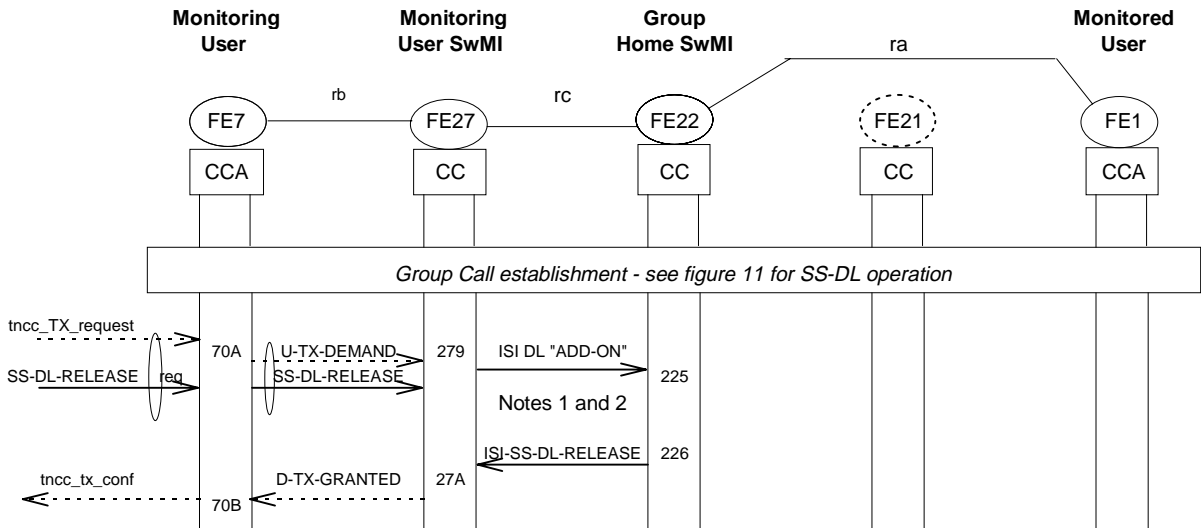 Monitoring User
Monitoring User SwMI
Group Home SwMI
Monitored User
ra
rb
rc
FE7
FE27
FE22
FE21
FE1
CCA
CC
CC
CC
CCA
Group Call establishment - see figure 11 for SS-DL operation
tncc_TX_request
70A
U-TX-DEMAND
279
ISI DL "ADD-ON"
SS-DL-RELEASE
req
SS-DL-RELEASE
225
Notes 1 and 2
ISI-SS-DL-RELEASE
226
tncc_tx_conf
70B
D-TX-GRANTED
27A